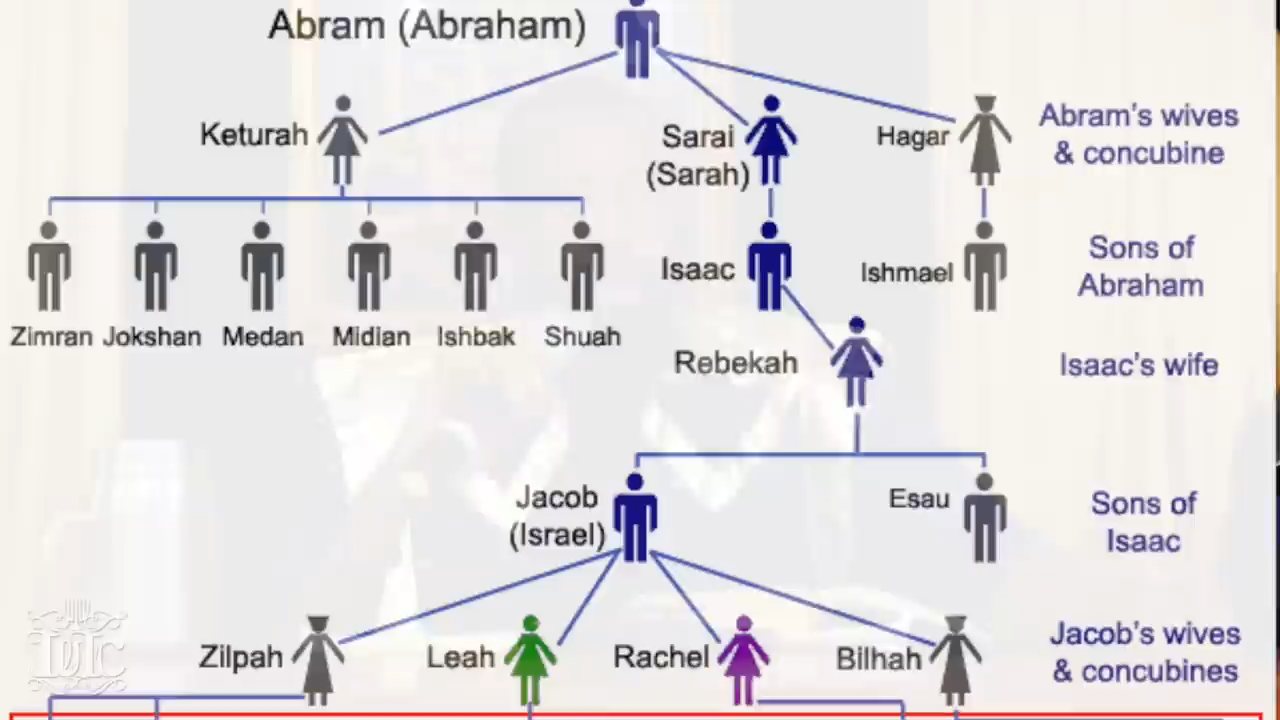 Abram (Abraham)
Keturah
Sarai
(Sarah)
Hagar
Abram's wives
& concubine
Zimran
Jokshan
Medan
Midian
Ishbak
Shuah
Isaac
Ishmael
Sons of
Abraham
Rebekah
Isaac's wife
Jacob
(Israel)
Esau
Sons of
Isaac
Zilpah
Leah
Rachel
Bilhah
Jacob's wives
& concubines